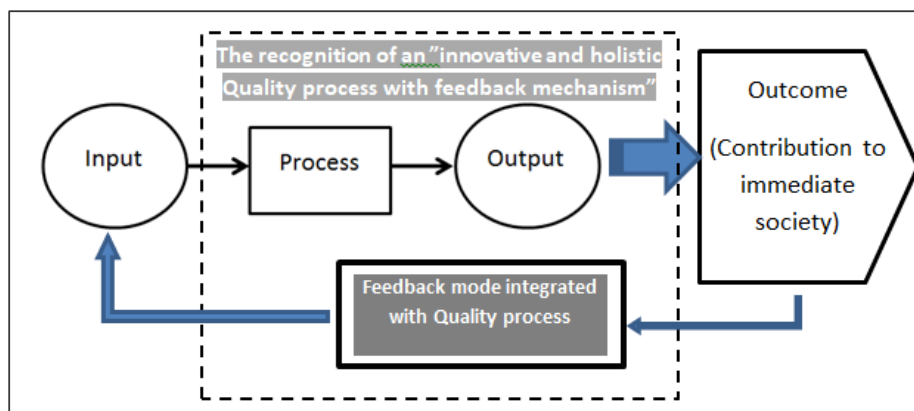 The recognition of an"innovative and holistic
Quality process with feedback mechanism"
Input
Process
Output
Outcome
(Contribution to
immediate
society)
Feedback mode integrated
with Quality process